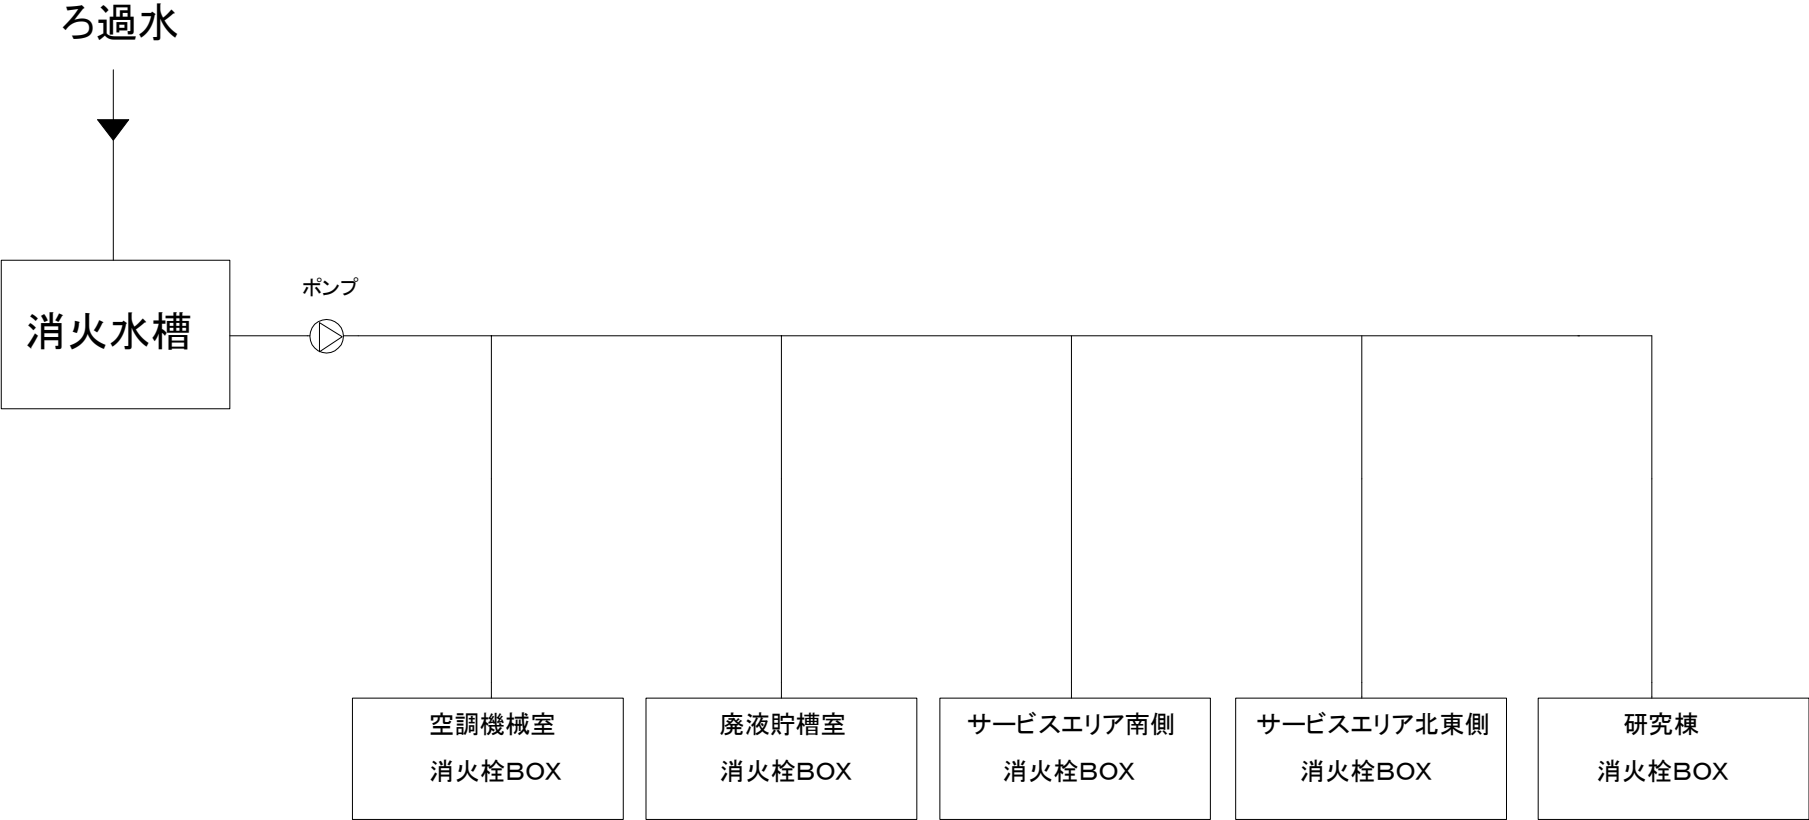 ろ過水
消火水槽
ポンプ
空調機械室
消火栓BOX
廃液貯槽室
消火栓BOX
サービスエリア南側
消火栓BOX
サービスエリア北東側
消火栓BOX
研究棟
消火栓BOX